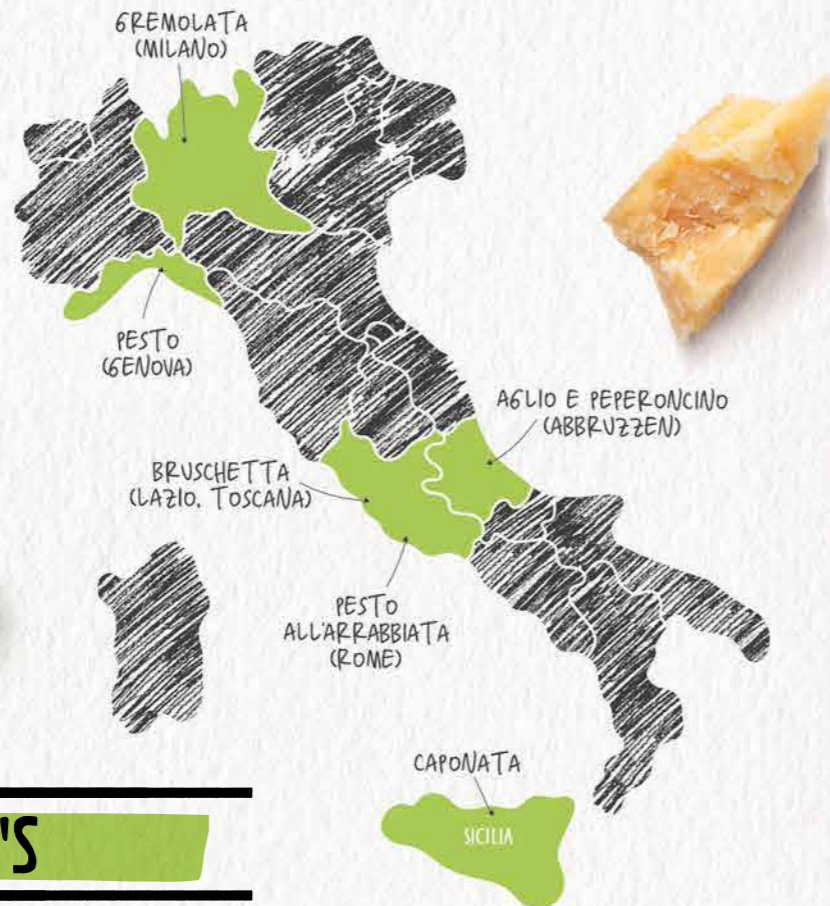 GREMOLATA
(MILANO)
PESTO
(GENOVA)
AGLIO E PEPERONCINO
(ABBRUZZEN)
BRUSCHETTA
(LAZIO, TOSCANA)
PESTO
ALL'ARRABBIATA
(ROME)
CAPONATA
SICILIA
'S